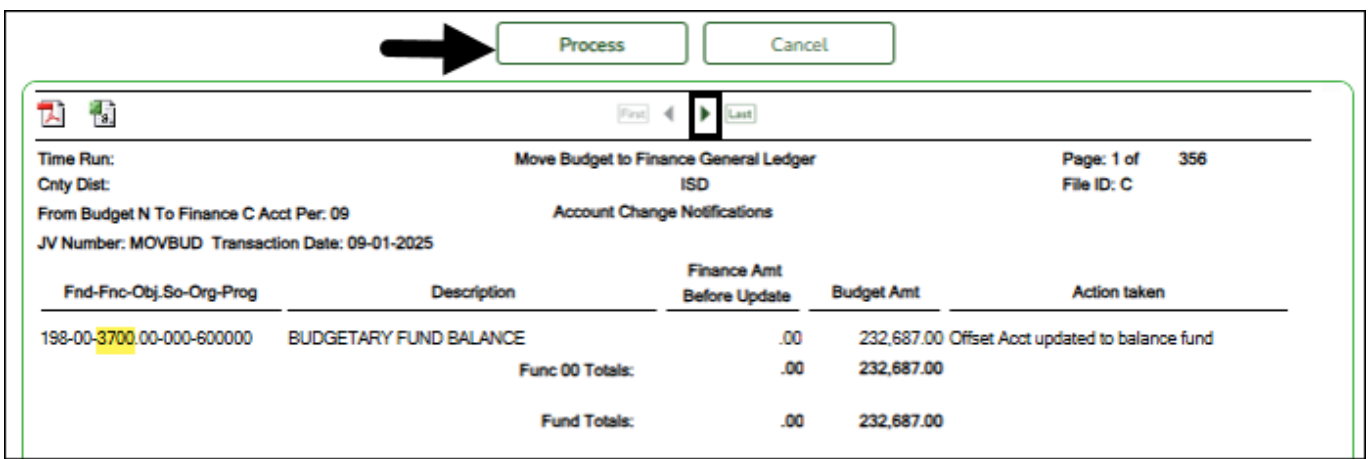 Process Cancel
First Last
Time Run: Move Budget to Finance General Ledger Page: 1 of 356
Cnty Dist: ISD File ID: C
From Budget N To Finance C Acct Per: 09 Account Change Notifications
JV Number: MOVBUD Transaction Date: 09-01-2025
Finance Amt
Fnd-Fnc-Obj.So-Org-Prog Description Before Update Budget Amt Action taken
198-00-3700.00-000-600000 BUDGETARY FUND BALANCE .00 232,687.00 Offset Acct updated to balance fund
Func 00 Totals: .00 232,687.00
Fund Totals: .00 232,687.00